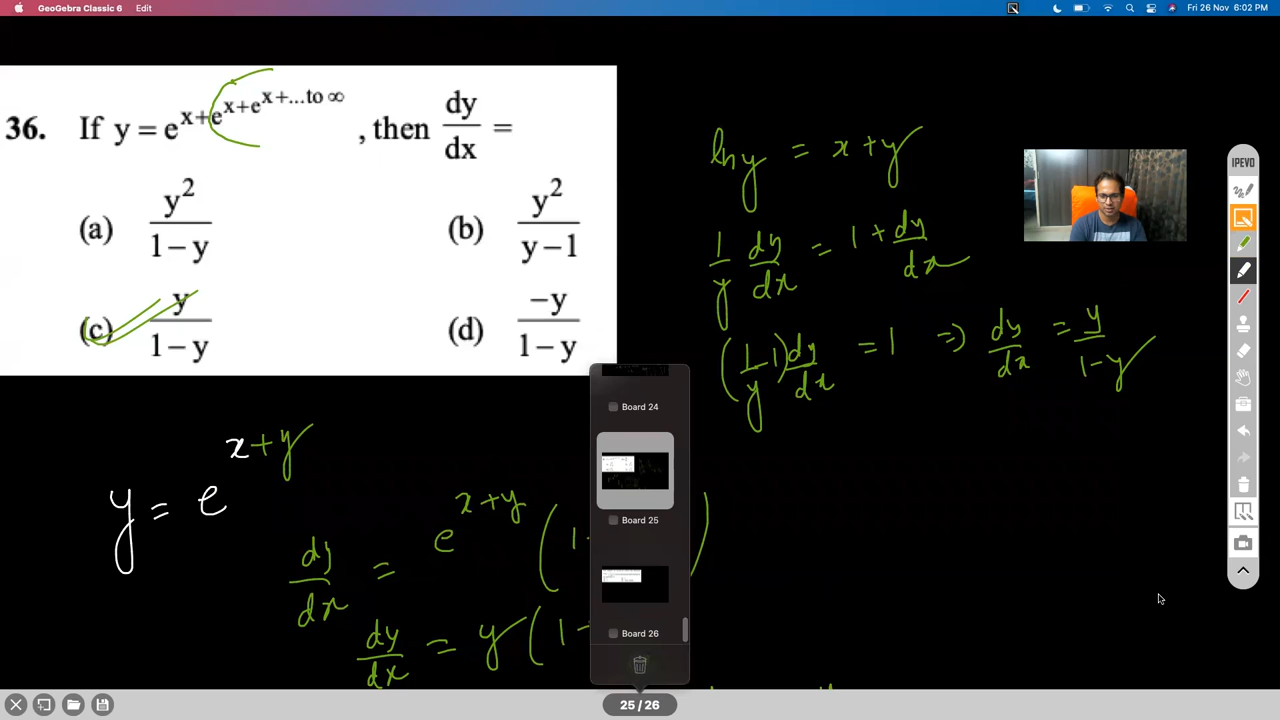 GeoGebra Classic 6 Edit Fri 26 Nov 6:02 PM
36. If y = e^{x+e^{x+e^{x+...to ∞}}}, then dy/dx =
(a) y²/(1−y) (b) y²/(y−1)
(c) y/(1−y) (d) −y/(1−y)
ln y = x + y
1/y dy/dx = 1 + dy/dx
(1/y − 1) dy/dx = 1 ⇒ dy/dx = y/(1−y)
y = e^{x+y}
dy/dx = e^{x+y} (1 )
dy/dx = y (1
IPEVO
Board 24
Board 25
Board 26
25 / 26